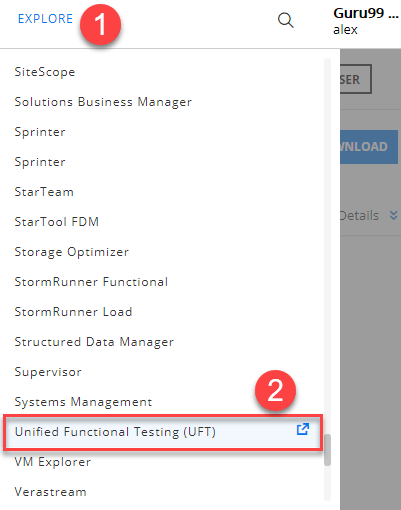 EXPLORE
1
Guru99 ...
alex
SiteScope
SER
Solutions Business Manager
Sprinter
WNLOAD
Sprinter
StarTeam
StarTool FDM
Details
Storage Optimizer
StormRunner Functional
StormRunner Load
Structured Data Manager
Supervisor
2
Systems Management
Unified Functional Testing (UFT)
VM Explorer
Verastream